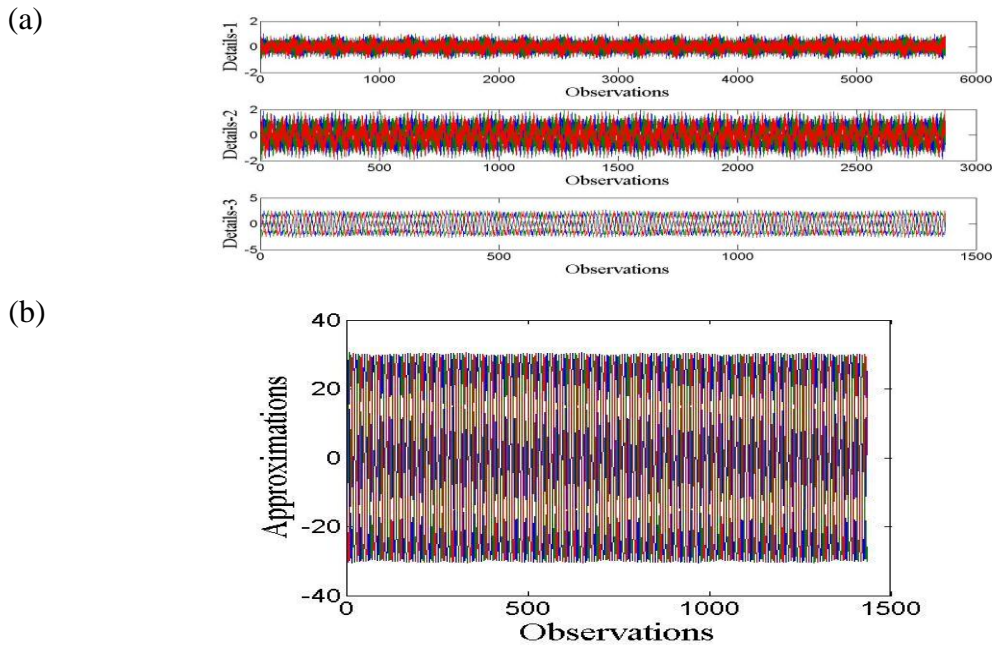 (a)
Details-1
2
0
-2
0 1000 2000 3000 4000 5000 6000
Observations
Details-2
2
0
-2
0 500 1000 1500 2000 2500 3000
Observations
Details-3
5
0
-5
0 500 1000 1500
Observations
(b)
Approximations
40
20
0
-20
-40
0 500 1000 1500
Observations